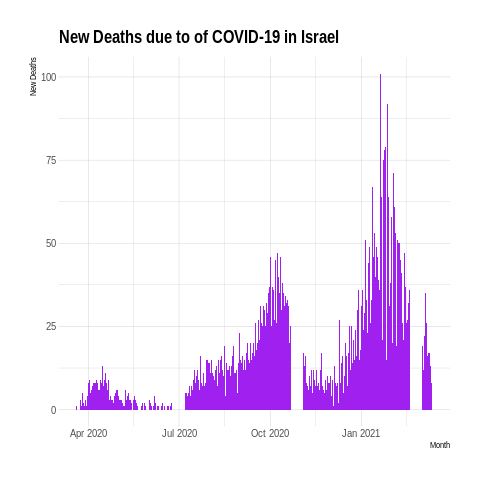 New Deaths due to of COVID-19 in Israel
New Deaths
100
75
50
25
0
Apr 2020
Jul 2020
Oct 2020
Jan 2021
Month